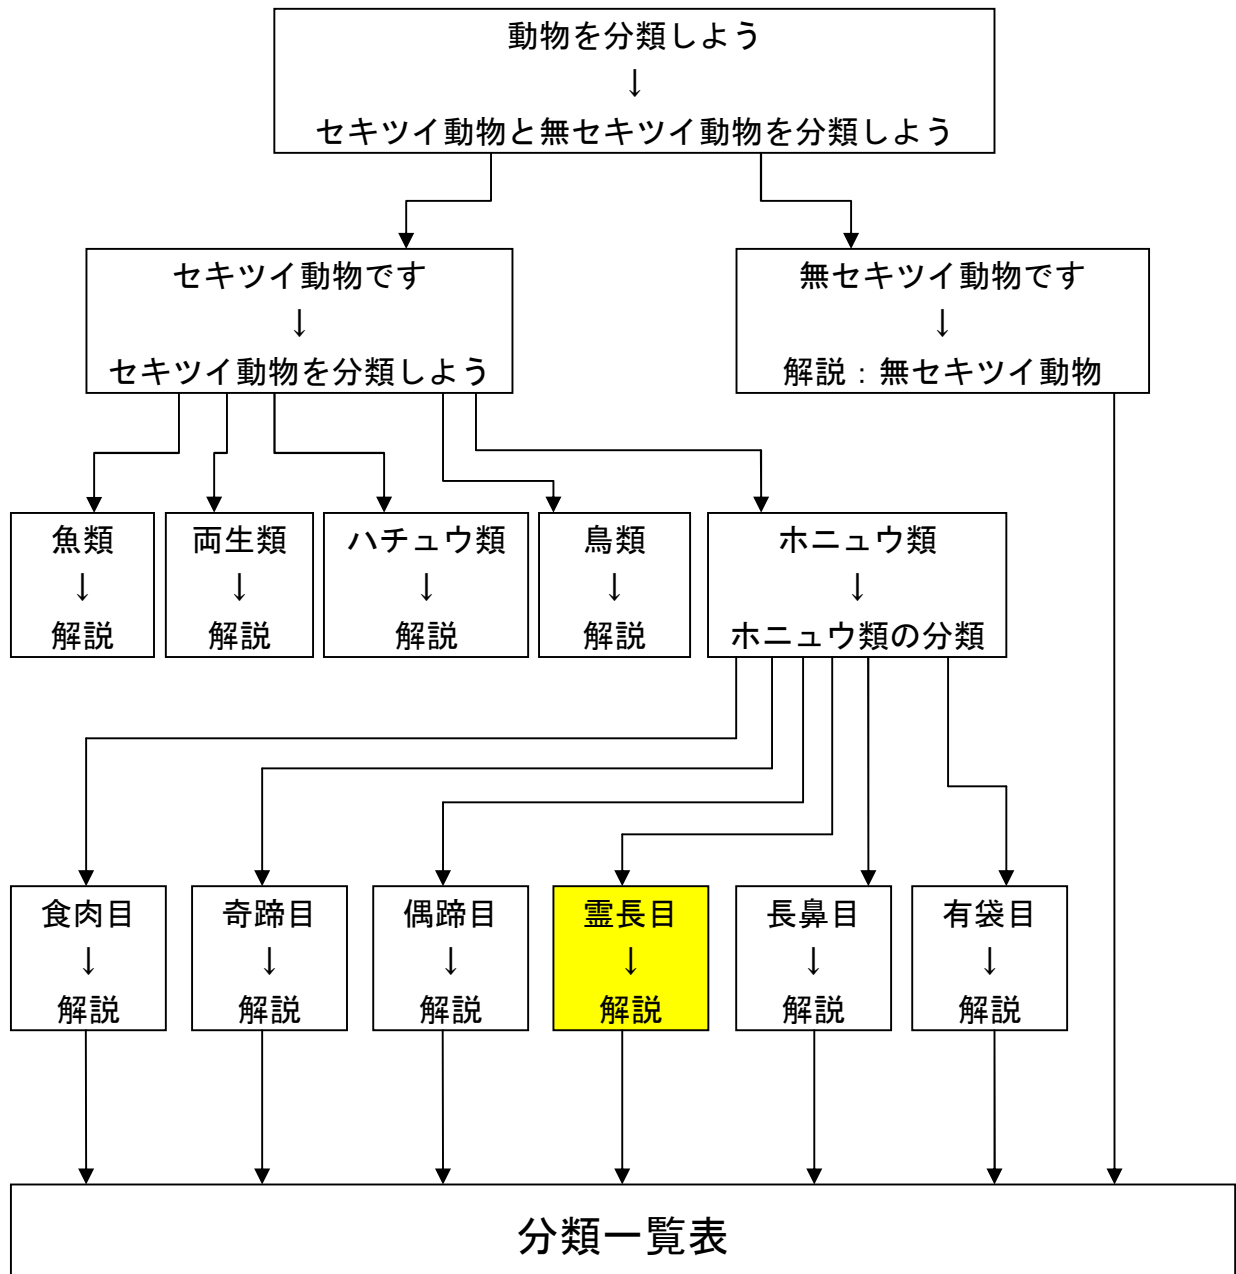 動物を分類しよう
↓
セキツイ動物と無セキツイ動物を分類しよう
セキツイ動物です
↓
セキツイ動物を分類しよう
無セキツイ動物です
↓
解説：無セキツイ動物
魚類
↓
解説
両生類
↓
解説
ハチュウ類
↓
解説
鳥類
↓
解説
ホニュウ類
↓
ホニュウ類の分類
食肉目
↓
解説
奇蹄目
↓
解説
偶蹄目
↓
解説
霊長目
↓
解説
長鼻目
↓
解説
有袋目
↓
解説
分類一覧表